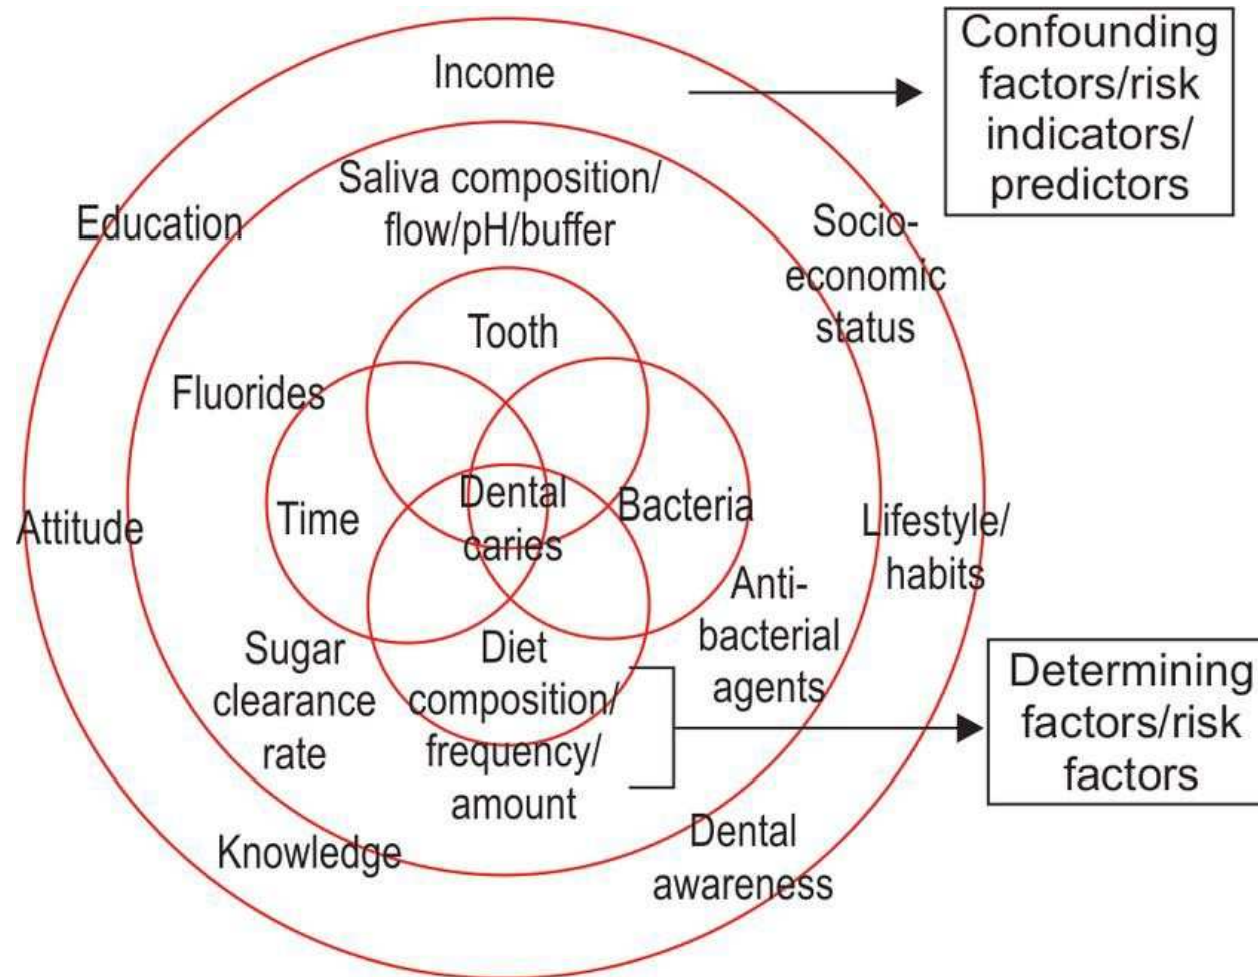 Income
Confounding
factors/risk
indicators/
predictors
Saliva composition/
flow/pH/buffer
Education
Socio-
economic
status
Tooth
Fluorides
Dental
caries
Time
Bacteria
Attitude
Lifestyle/
habits
Anti-
bacterial
agents
Sugar
clearance
rate
Diet
composition/
frequency/
amount
Determining
factors/risk
factors
Knowledge
Dental
awareness